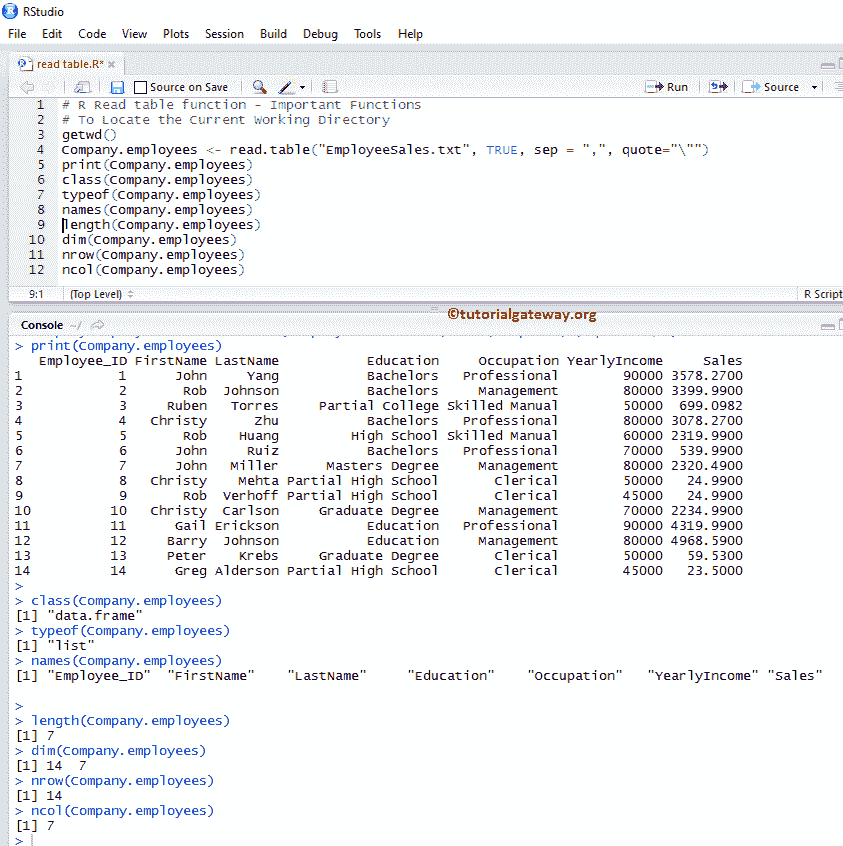 RStudio
File Edit Code View Plots Session Build Debug Tools Help
read table.R*
Source on Save Run Source
1 # R Read table function - Important Functions
2 # To Locate the Current Working Directory
3 getwd()
4 Company.employees <- read.table("EmployeeSales.txt", TRUE, sep = ",", quote="\"")
5 print(Company.employees)
6 class(Company.employees)
7 typeof(Company.employees)
8 names(Company.employees)
9 length(Company.employees)
10 dim(Company.employees)
11 nrow(Company.employees)
12 ncol(Company.employees)
9:1 (Top Level) R Script
©tutorialgateway.org
Console ~/
> print(Company.employees)
Employee_ID FirstName LastName Education Occupation YearlyIncome Sales
1 1 John Yang Bachelors Professional 90000 3578.2700
2 2 Rob Johnson Bachelors Management 80000 3399.9900
3 3 Ruben Torres Partial College Skilled Manual 50000 699.0982
4 4 Christy Zhu Bachelors Professional 80000 3078.2700
5 5 Rob Huang High School Skilled Manual 60000 2319.9900
6 6 John Ruiz Bachelors Professional 70000 539.9900
7 7 John Miller Masters Degree Management 80000 2320.4900
8 8 Christy Mehta Partial High School Clerical 50000 24.9900
9 9 Rob Verhoff Partial High School Clerical 45000 24.9900
10 10 Christy Carlson Graduate Degree Management 70000 2234.9900
11 11 Gail Erickson Education Professional 90000 4319.9900
12 12 Barry Johnson Education Management 80000 4968.5900
13 13 Peter Krebs Graduate Degree Clerical 50000 59.5300
14 14 Greg Alderson Partial High School Clerical 45000 23.5000
>
> class(Company.employees)
[1] "data.frame"
> typeof(Company.employees)
[1] "list"
> names(Company.employees)
[1] "Employee_ID" "FirstName" "LastName" "Education" "Occupation" "YearlyIncome" "Sales"
>
> length(Company.employees)
[1] 7
> dim(Company.employees)
[1] 14 7
> nrow(Company.employees)
[1] 14
> ncol(Company.employees)
[1] 7
>